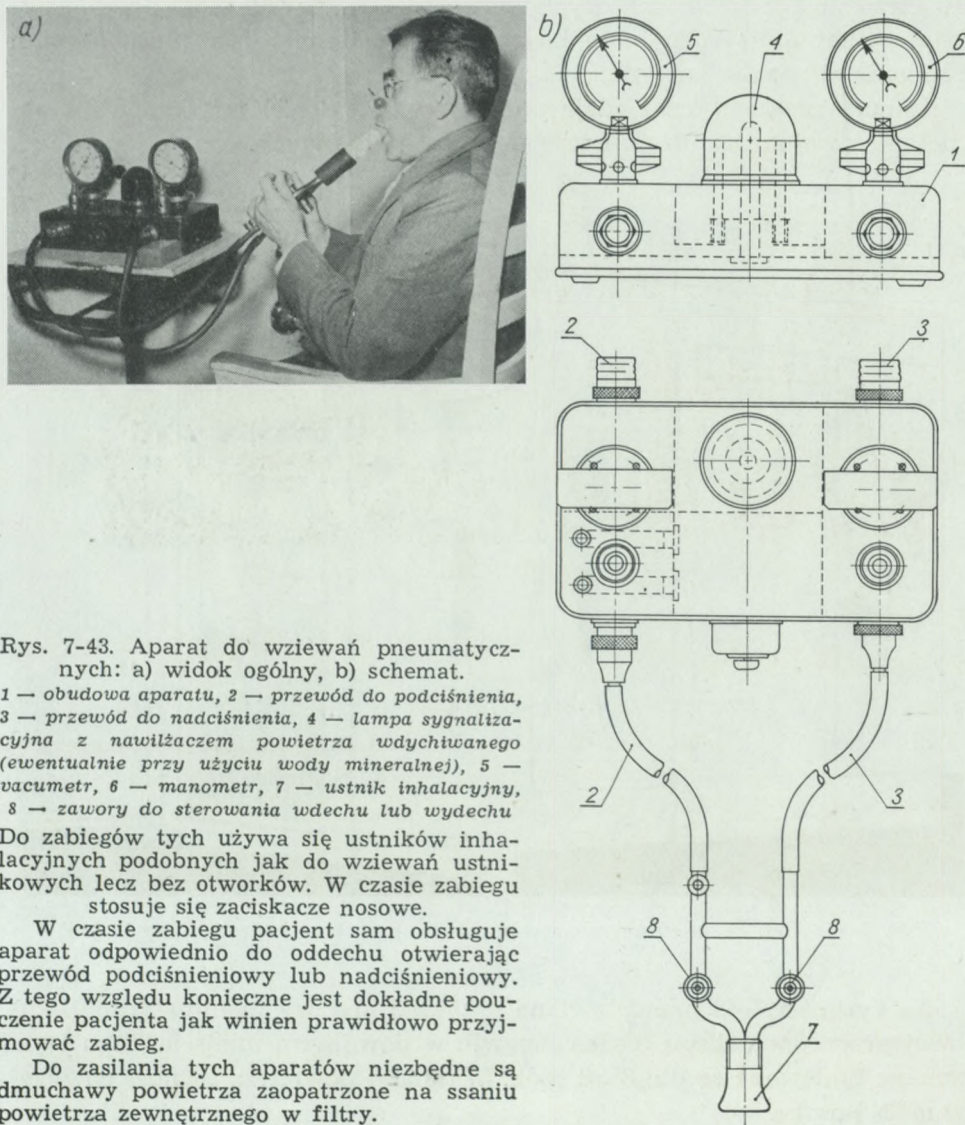 a)
b)
5
4
6
1
2
3
2
3
8
8
7
Rys. 7-43. Aparat do wziewań pneumatycz-
nych: a) widok ogólny, b) schemat.
1 — obudowa aparatu, 2 — przewód do podciśnienia,
3 — przewód do nadciśnienia, 4 — lampa sygnaliza-
cyjna z nawilżaczem powietrza wdychiwanego
(ewentualnie przy użyciu wody mineralnej), 5 —
vacumetr, 6 — manometr, 7 — ustnik inhalacyjny,
8 — zawory do sterowania wdechu lub wydechu
Do zabiegów tych używa się ustników inha-
lacyjnych podobnych jak do wziewań ustni-
kowych lecz bez otworków. W czasie zabiegu
stosuje się zaciskacze nosowe.
W czasie zabiegu pacjent sam obsługuje
aparat odpowiednio do oddechu otwierając
przewód podciśnieniowy lub nadciśnieniowy.
Z tego względu konieczne jest dokładne pou-
czenie pacjenta jak winien prawidłowo przyj-
mować zabieg.
Do zasilania tych aparatów niezbędne są
dmuchawy powietrza zaopatrzone na ssaniu
powietrza zewnętrznego w filtry.